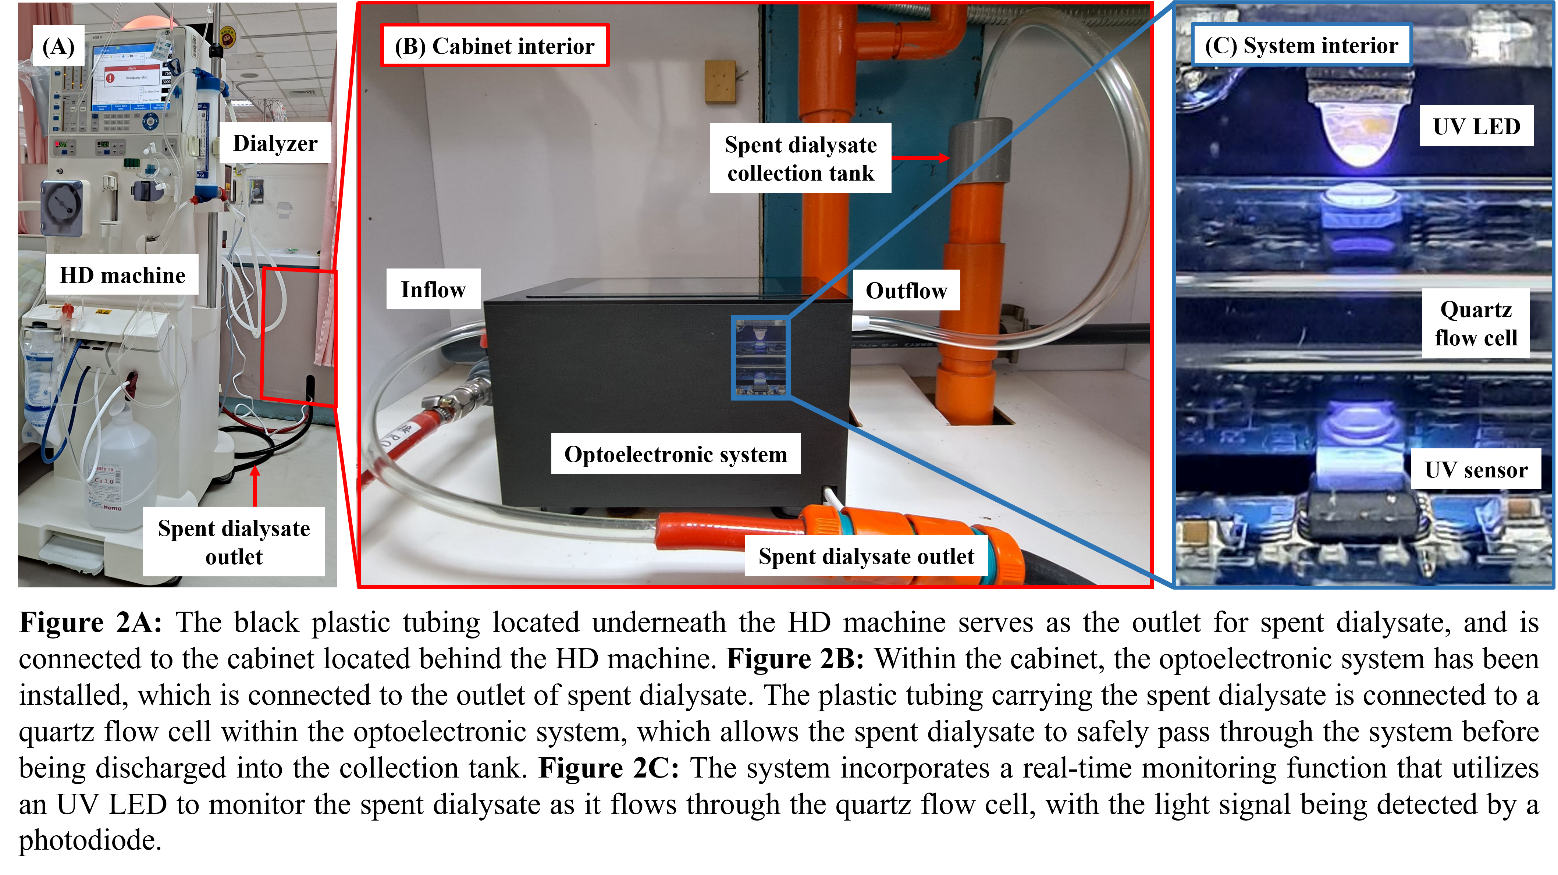 (A)
Dialyzer
HD machine
Spent dialysate
outlet
(B) Cabinet interior
Spent dialysate
collection tank
Inflow
Outflow
Optoelectronic system
Spent dialysate outlet
(C) System interior
UV LED
Quartz
flow cell
UV sensor
Figure 2A: The black plastic tubing located underneath the HD machine serves as the outlet for spent dialysate, and is
connected to the cabinet located behind the HD machine. Figure 2B: Within the cabinet, the optoelectronic system has been
installed, which is connected to the outlet of spent dialysate. The plastic tubing carrying the spent dialysate is connected to a
quartz flow cell within the optoelectronic system, which allows the spent dialysate to safely pass through the system before
being discharged into the collection tank. Figure 2C: The system incorporates a real-time monitoring function that utilizes
an UV LED to monitor the spent dialysate as it flows through the quartz flow cell, with the light signal being detected by a
photodiode.